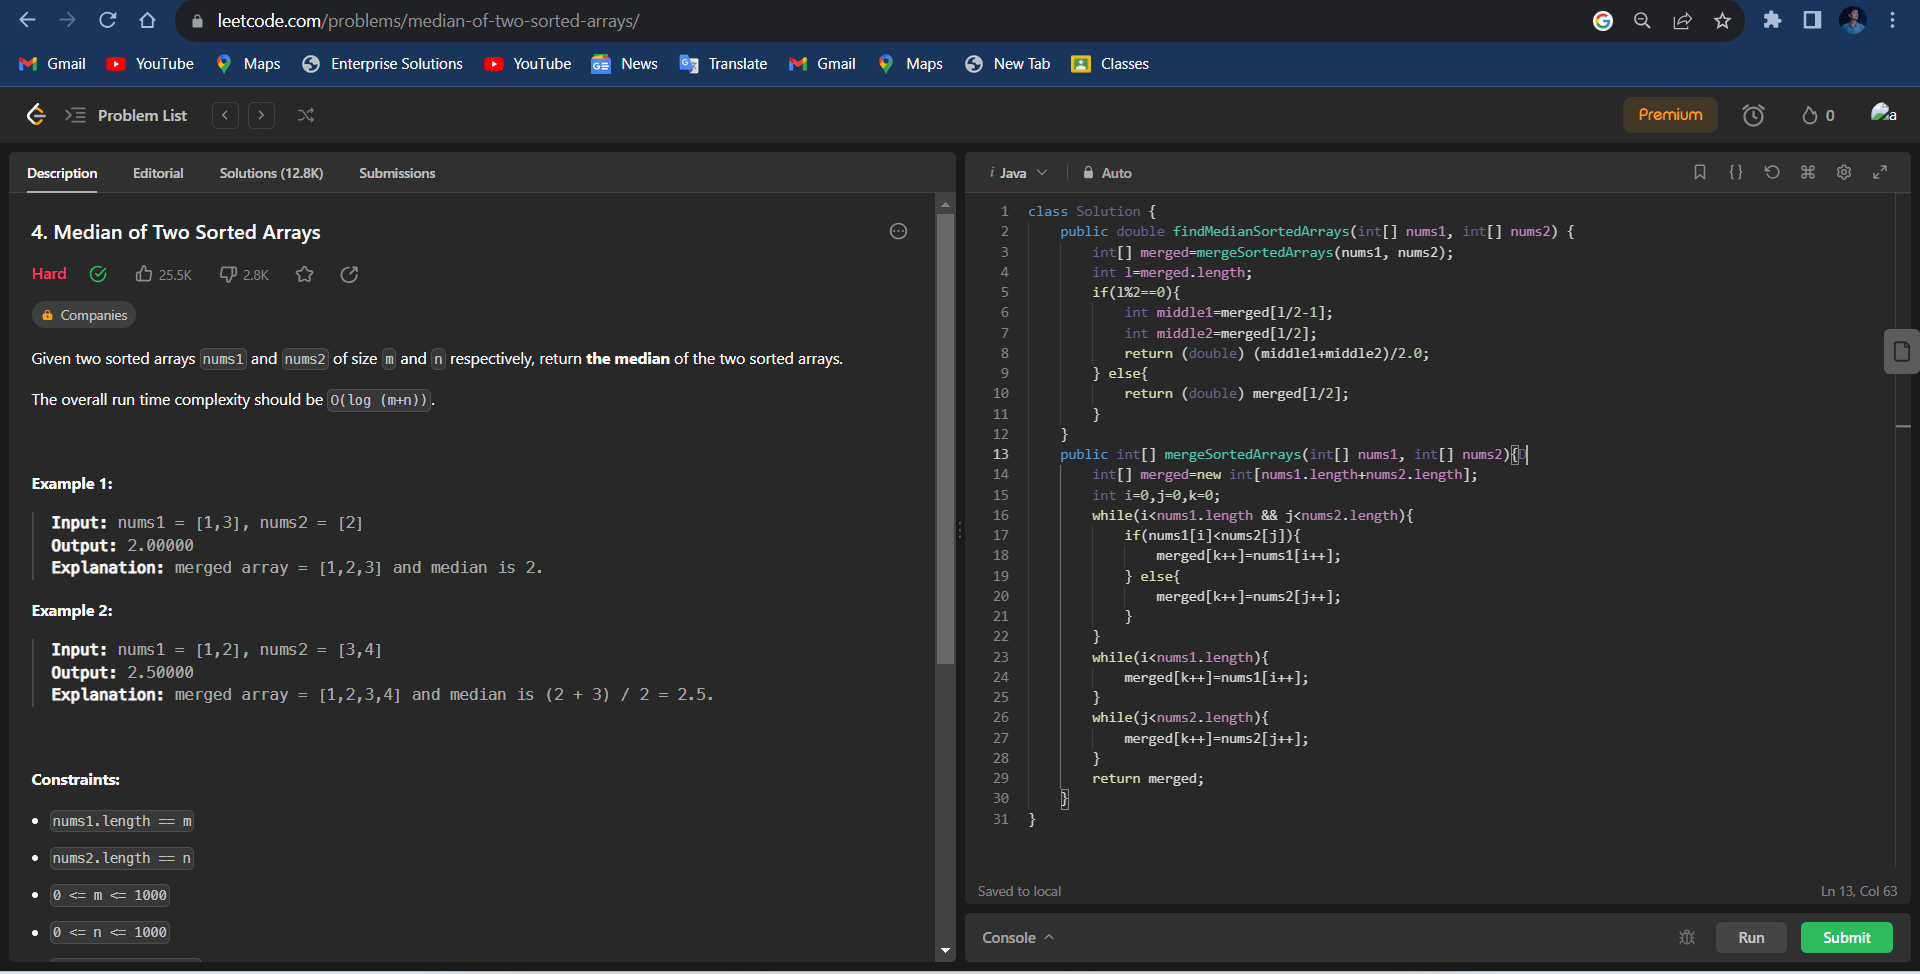 leetcode.com/problems/median-of-two-sorted-arrays/
Gmail YouTube Maps Enterprise Solutions YouTube News Translate Gmail Maps New Tab Classes
Problem List Premium 0 a
Description Editorial Solutions (12.8K) Submissions
4. Median of Two Sorted Arrays
Hard 25.5K 2.8K
Companies
Given two sorted arrays nums1 and nums2 of size m and n respectively, return the median of the two sorted arrays.
The overall run time complexity should be O(log (m+n)).
Example 1:
Input: nums1 = [1,3], nums2 = [2]
Output: 2.00000
Explanation: merged array = [1,2,3] and median is 2.
Example 2:
Input: nums1 = [1,2], nums2 = [3,4]
Output: 2.50000
Explanation: merged array = [1,2,3,4] and median is (2 + 3) / 2 = 2.5.
Constraints:
nums1.length == m
nums2.length == n
0 <= m <= 1000
0 <= n <= 1000
i Java Auto
1 class Solution {
2 public double findMedianSortedArrays(int[] nums1, int[] nums2) {
3 int[] merged=mergeSortedArrays(nums1, nums2);
4 int l=merged.length;
5 if(l%2==0){
6 int middle1=merged[l/2-1];
7 int middle2=merged[l/2];
8 return (double) (middle1+middle2)/2.0;
9 } else{
10 return (double) merged[l/2];
11 }
12 }
13 public int[] mergeSortedArrays(int[] nums1, int[] nums2){
14 int[] merged=new int[nums1.length+nums2.length];
15 int i=0,j=0,k=0;
16 while(i<nums1.length && j<nums2.length){
17 if(nums1[i]<nums2[j]){
18 merged[k++]=nums1[i++];
19 } else{
20 merged[k++]=nums2[j++];
21 }
22 }
23 while(i<nums1.length){
24 merged[k++]=nums1[i++];
25 }
26 while(j<nums2.length){
27 merged[k++]=nums2[j++];
28 }
29 return merged;
30 }
31 }
Saved to local Ln 13, Col 63
Console Run Submit